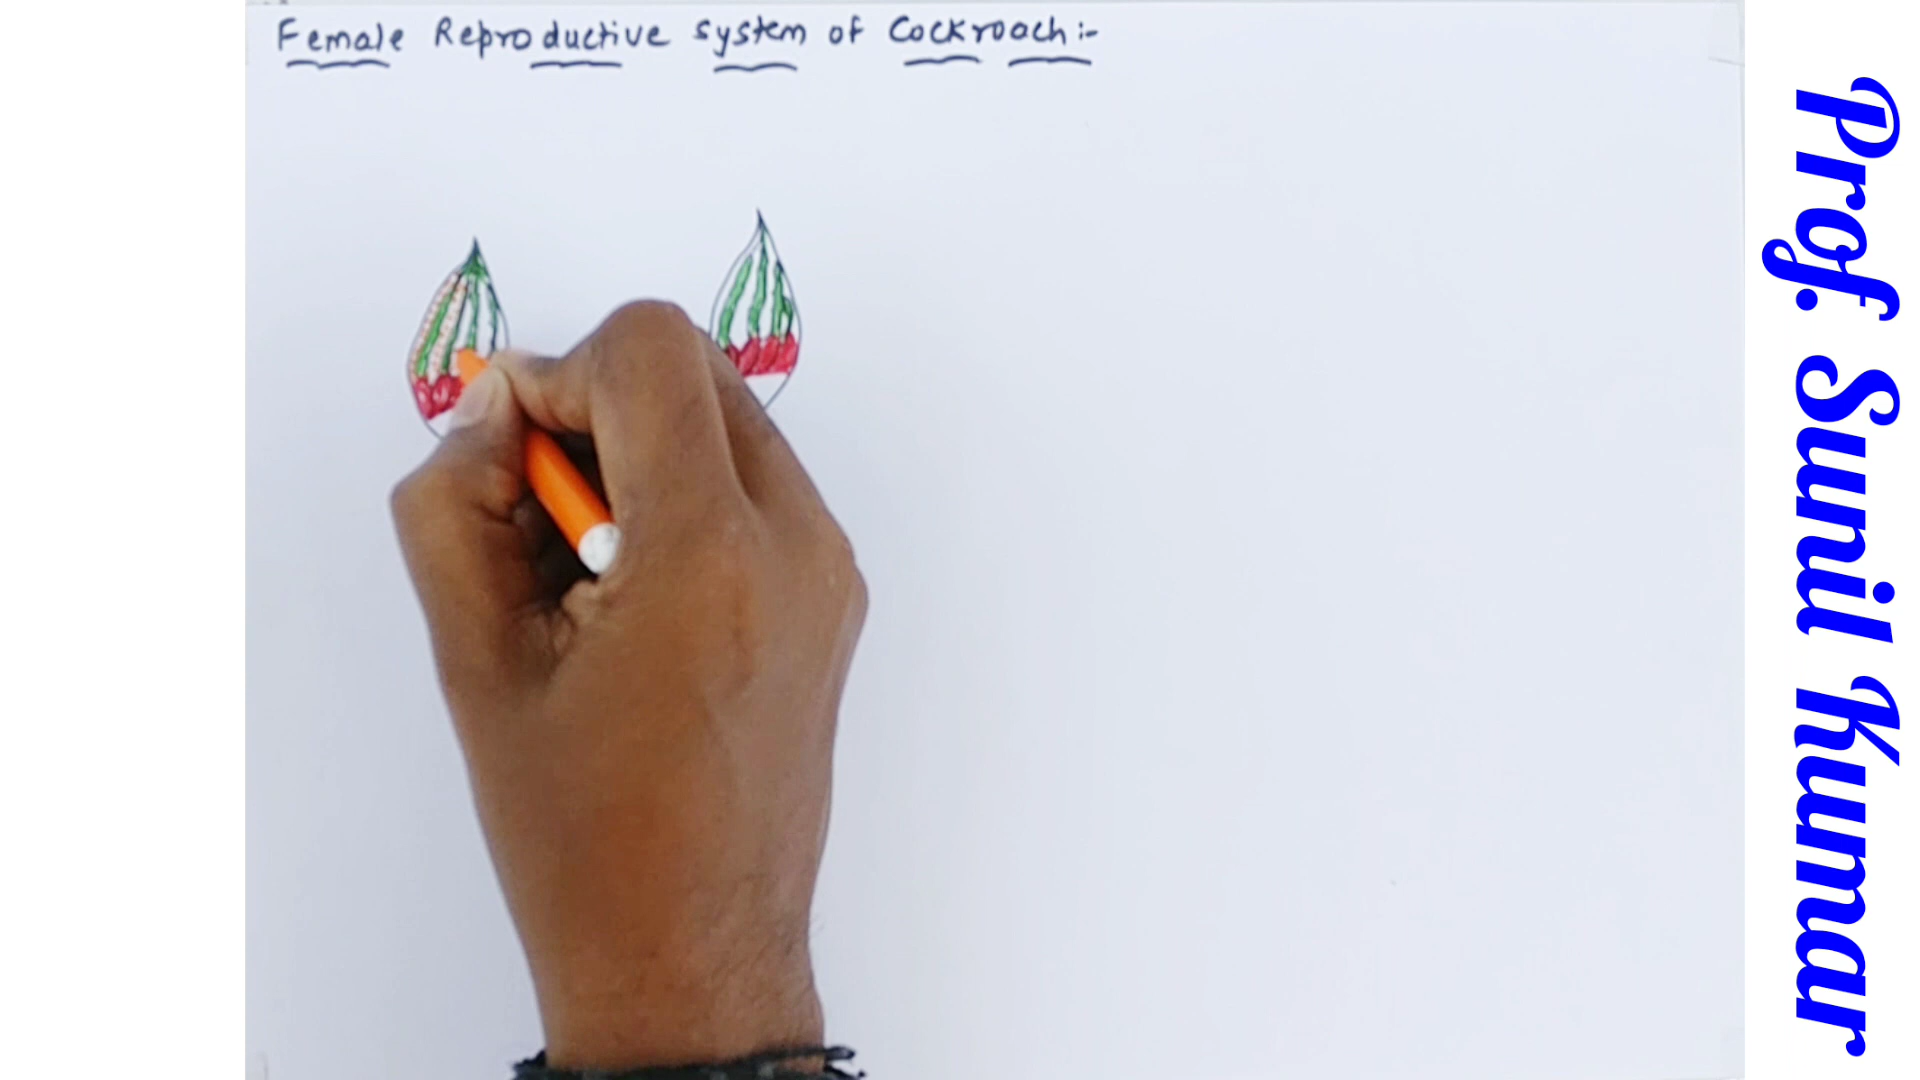 Female Reproductive system of Cockroach:-
Prof. Sunil Kumar